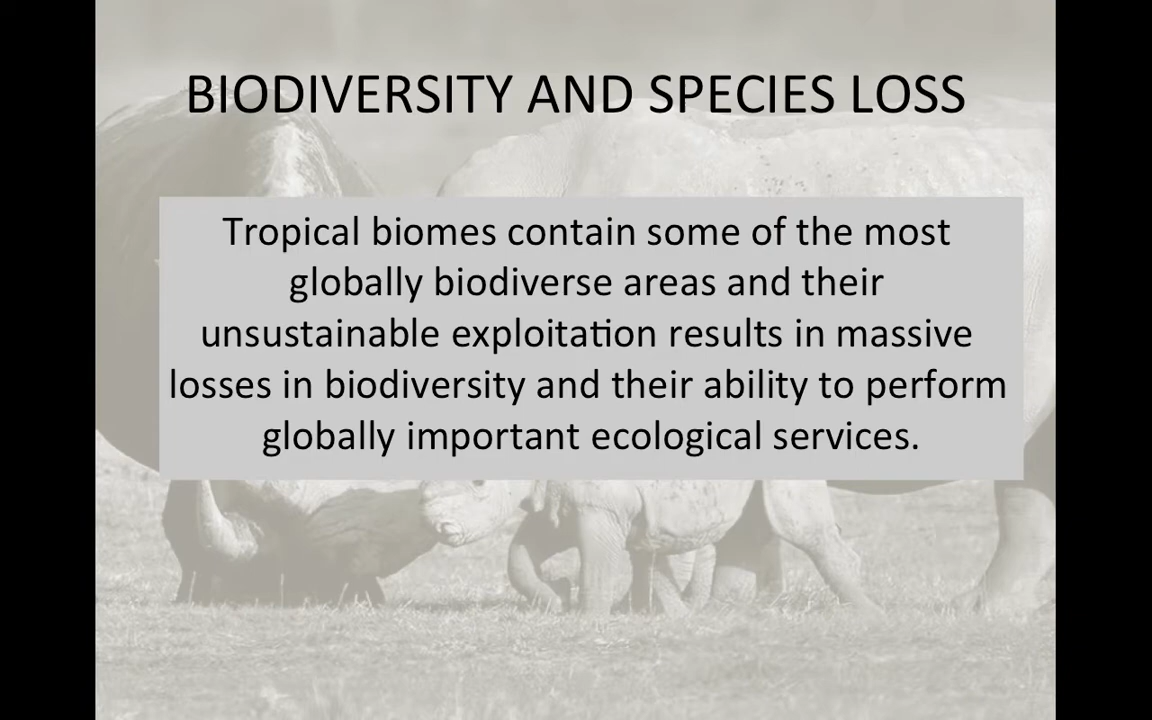 BIODIVERSITY AND SPECIES LOSS
Tropical biomes contain some of the most
globally biodiverse areas and their
unsustainable exploitation results in massive
losses in biodiversity and their ability to perform
globally important ecological services.